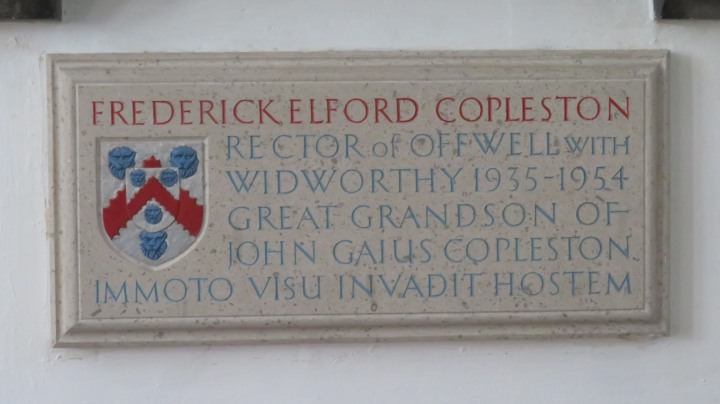 FREDERICK ELFORD COPLESTON
RECTOR of OFFWELL WITH
WIDWORTHY 1935-1954
GREAT GRANDSON OF
JOHN GAIUS COPLESTON
IMMOTO VISU INVADIT HOSTEM